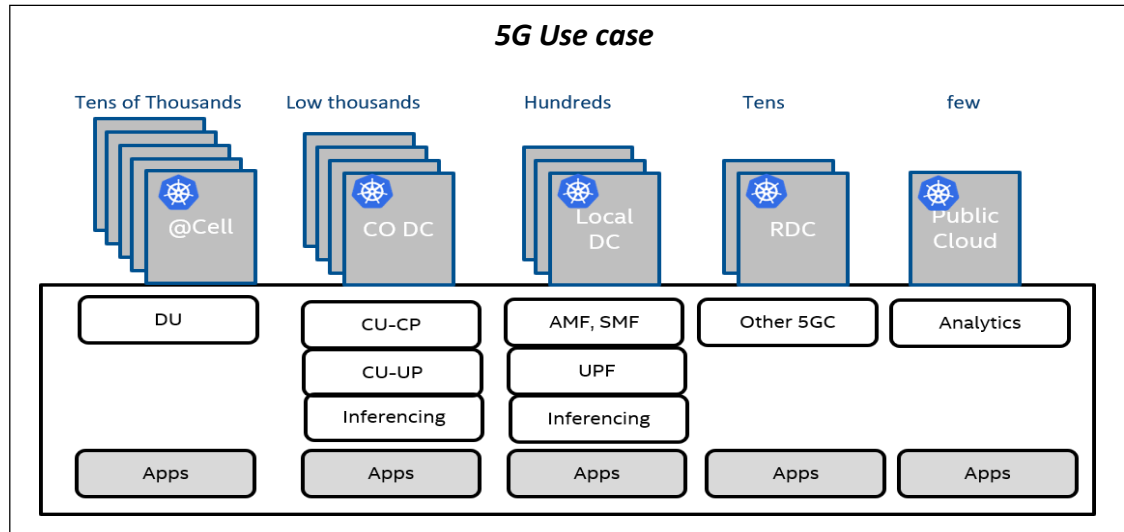 5G Use case
Tens of Thousands
Low thousands
Hundreds
Tens
few
@Cell
CO DC
Local
DC
RDC
Public
Cloud
DU
CU-CP
AMF, SMF
Other 5GC
Analytics
CU-UP
UPF
Inferencing
Inferencing
Apps
Apps
Apps
Apps
Apps